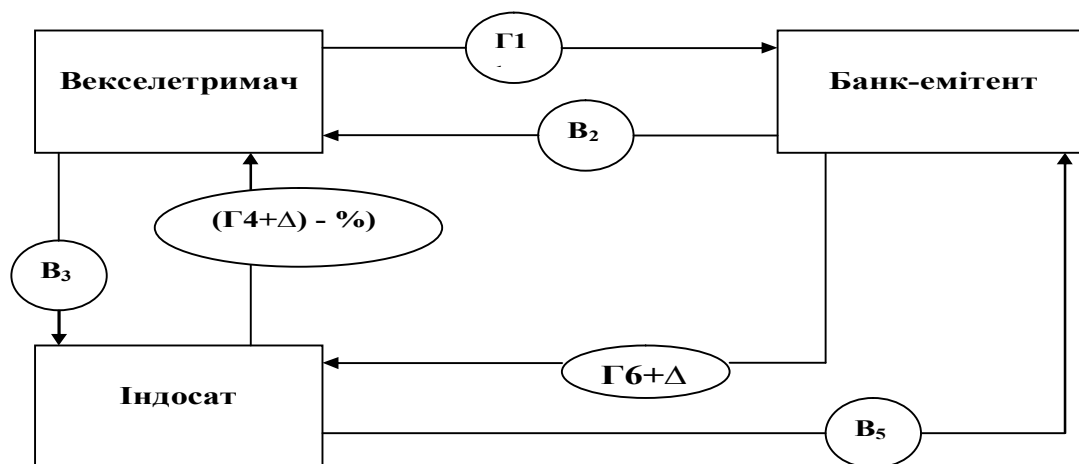 Г1
Векселетримач
Банк-емітент
В₂
(Г4+Δ) - %)
В₃
Г6+Δ
Індосат
В₅